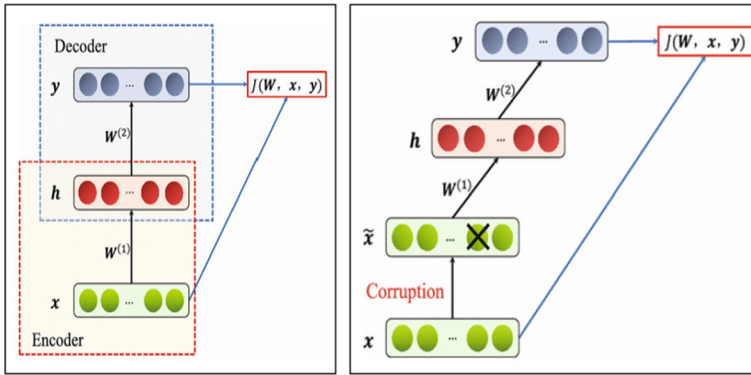 Decoder
y
...
J(W, x, y)
W⁽²⁾
h
...
W⁽¹⁾
x
...
Encoder
y
...
J(W, x, y)
W⁽²⁾
h
...
W⁽¹⁾
x̃
...
Corruption
x
...